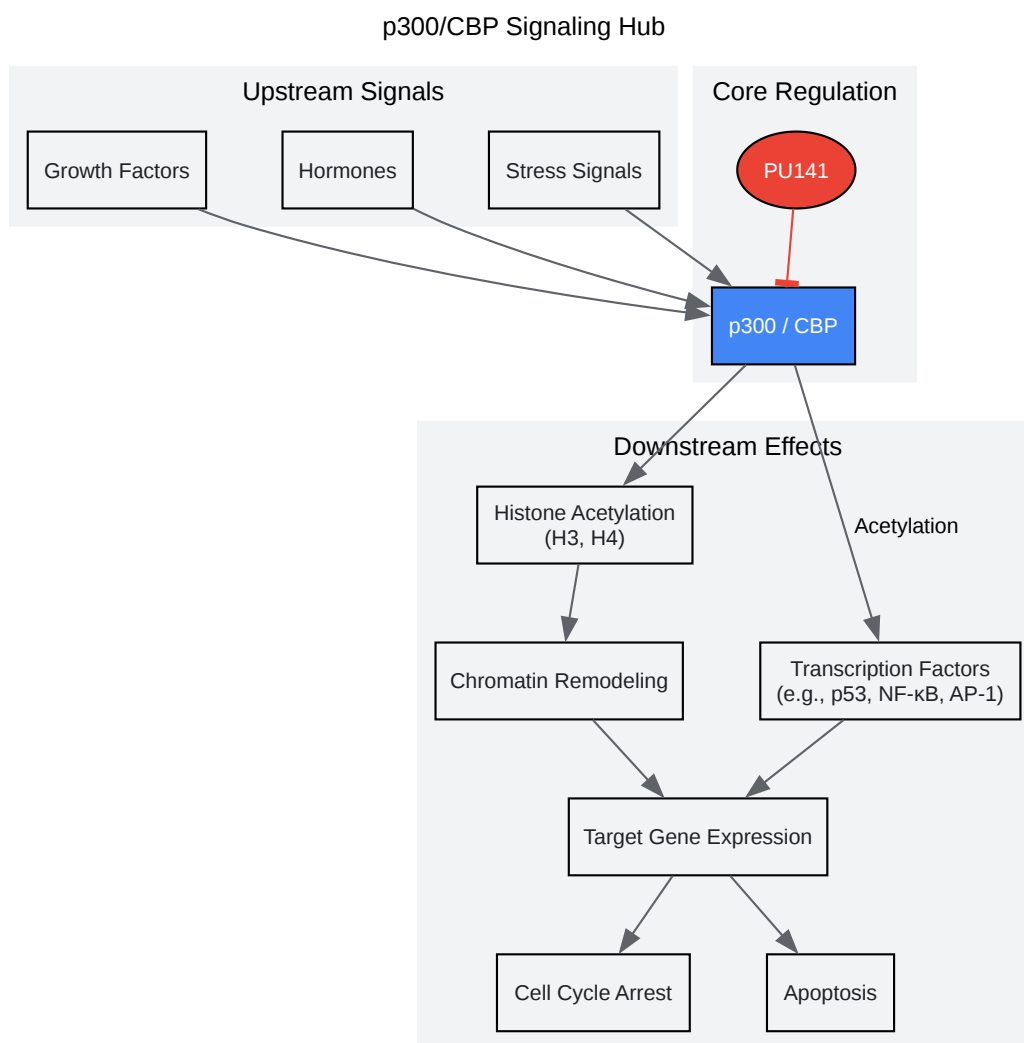 p300/CBP Signaling Hub
Upstream Signals
Core Regulation
Growth Factors
Hormones
Stress Signals
PU141
p300 / CBP
Downstream Effects
Histone Acetylation
(H3, H4)
Acetylation
Chromatin Remodeling
Transcription Factors
(e.g., p53, NF-κB, AP-1)
Target Gene Expression
Cell Cycle Arrest
Apoptosis